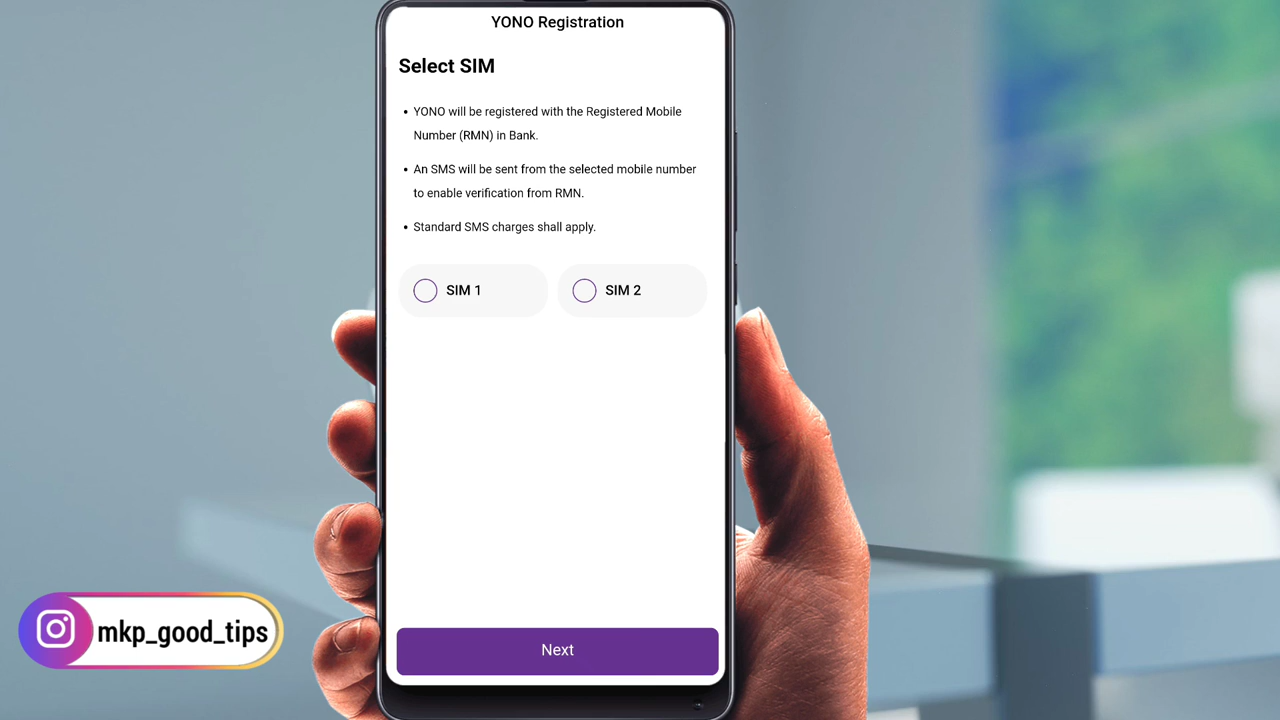 YONO Registration
Select SIM
• YONO will be registered with the Registered Mobile
Number (RMN) in Bank.
• An SMS will be sent from the selected mobile number
to enable verification from RMN.
• Standard SMS charges shall apply.
SIM 1
SIM 2
Next
mkp_good_tips